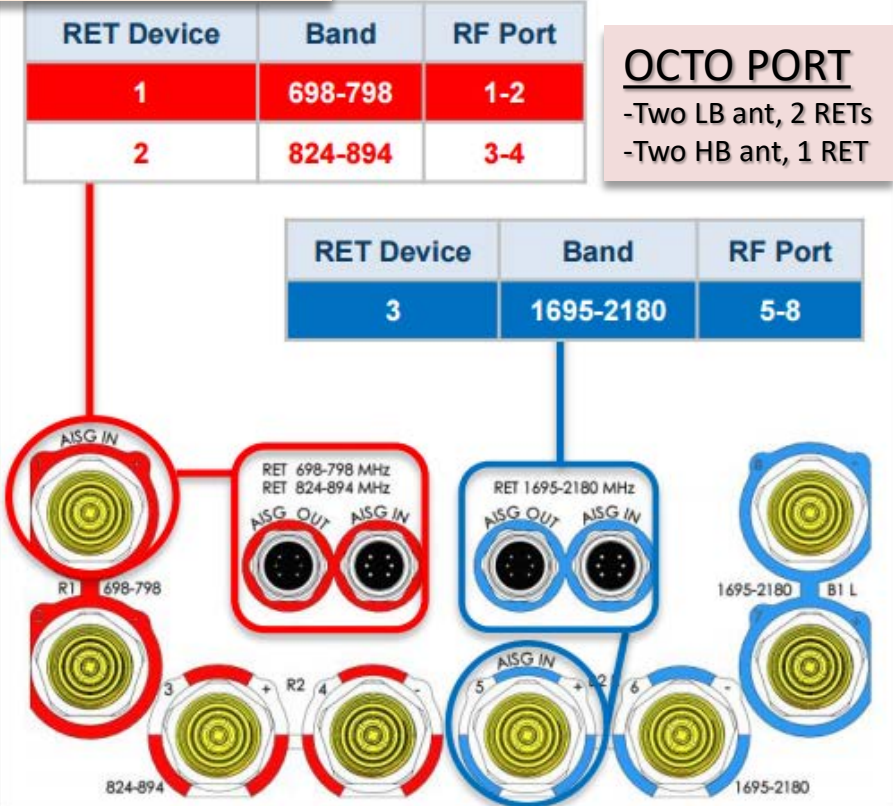 RET Device Band RF Port
1 698-798 1-2
2 824-894 3-4
OCTO PORT
-Two LB ant, 2 RETs
-Two HB ant, 1 RET
RET Device Band RF Port
3 1695-2180 5-8
AISG IN
RET 698-798 MHz
RET 824-894 MHz
AISG OUT AISG IN
RET 1695-2180 MHz
AISG OUT AISG IN
8 -
R1 698-798
1695-2180 B1 L
7 +
3 + R2 4 -
AISG IN
5 + 6 -
824-894
1695-2180